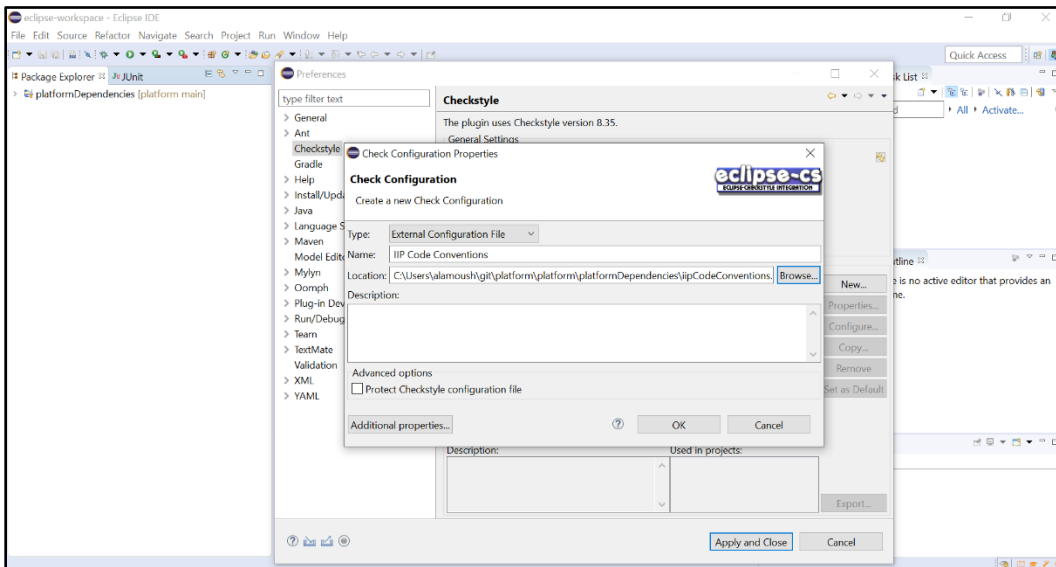 eclipse-workspace - Eclipse IDE
File Edit Source Refactor Navigate Search Project Run Window Help
Quick Access
Package Explorer JUnit
platformDependencies [platform main]
Preferences
type filter text
General
Ant
Checkstyle
Gradle
Help
Install/Upda
Java
Language S
Maven
Model Edit
Mylyn
Oomph
Plug-in Dev
Run/Debug
Team
TextMate
Validation
XML
YAML
Checkstyle
The plugin uses Checkstyle version 8.35.
General Settings
Check Configuration Properties
Check Configuration
Create a new Check Configuration
eclipse-cs
ECLIPSE-CHECKSTYLE INTEGRATION
Type: External Configuration File
Name: IIP Code Conventions
Location: C:\Users\alamoush\git\platform\platform\platformDependencies\iipCodeConventions. Browse...
Description:
Advanced options
Protect Checkstyle configuration file
Additional properties... OK Cancel
New...
Properties...
Configure...
Copy...
Remove
Set as Default
Description: Used in projects:
Export...
Apply and Close Cancel
sk List
All Activate...
utline
e is no active editor that provides an
ne.